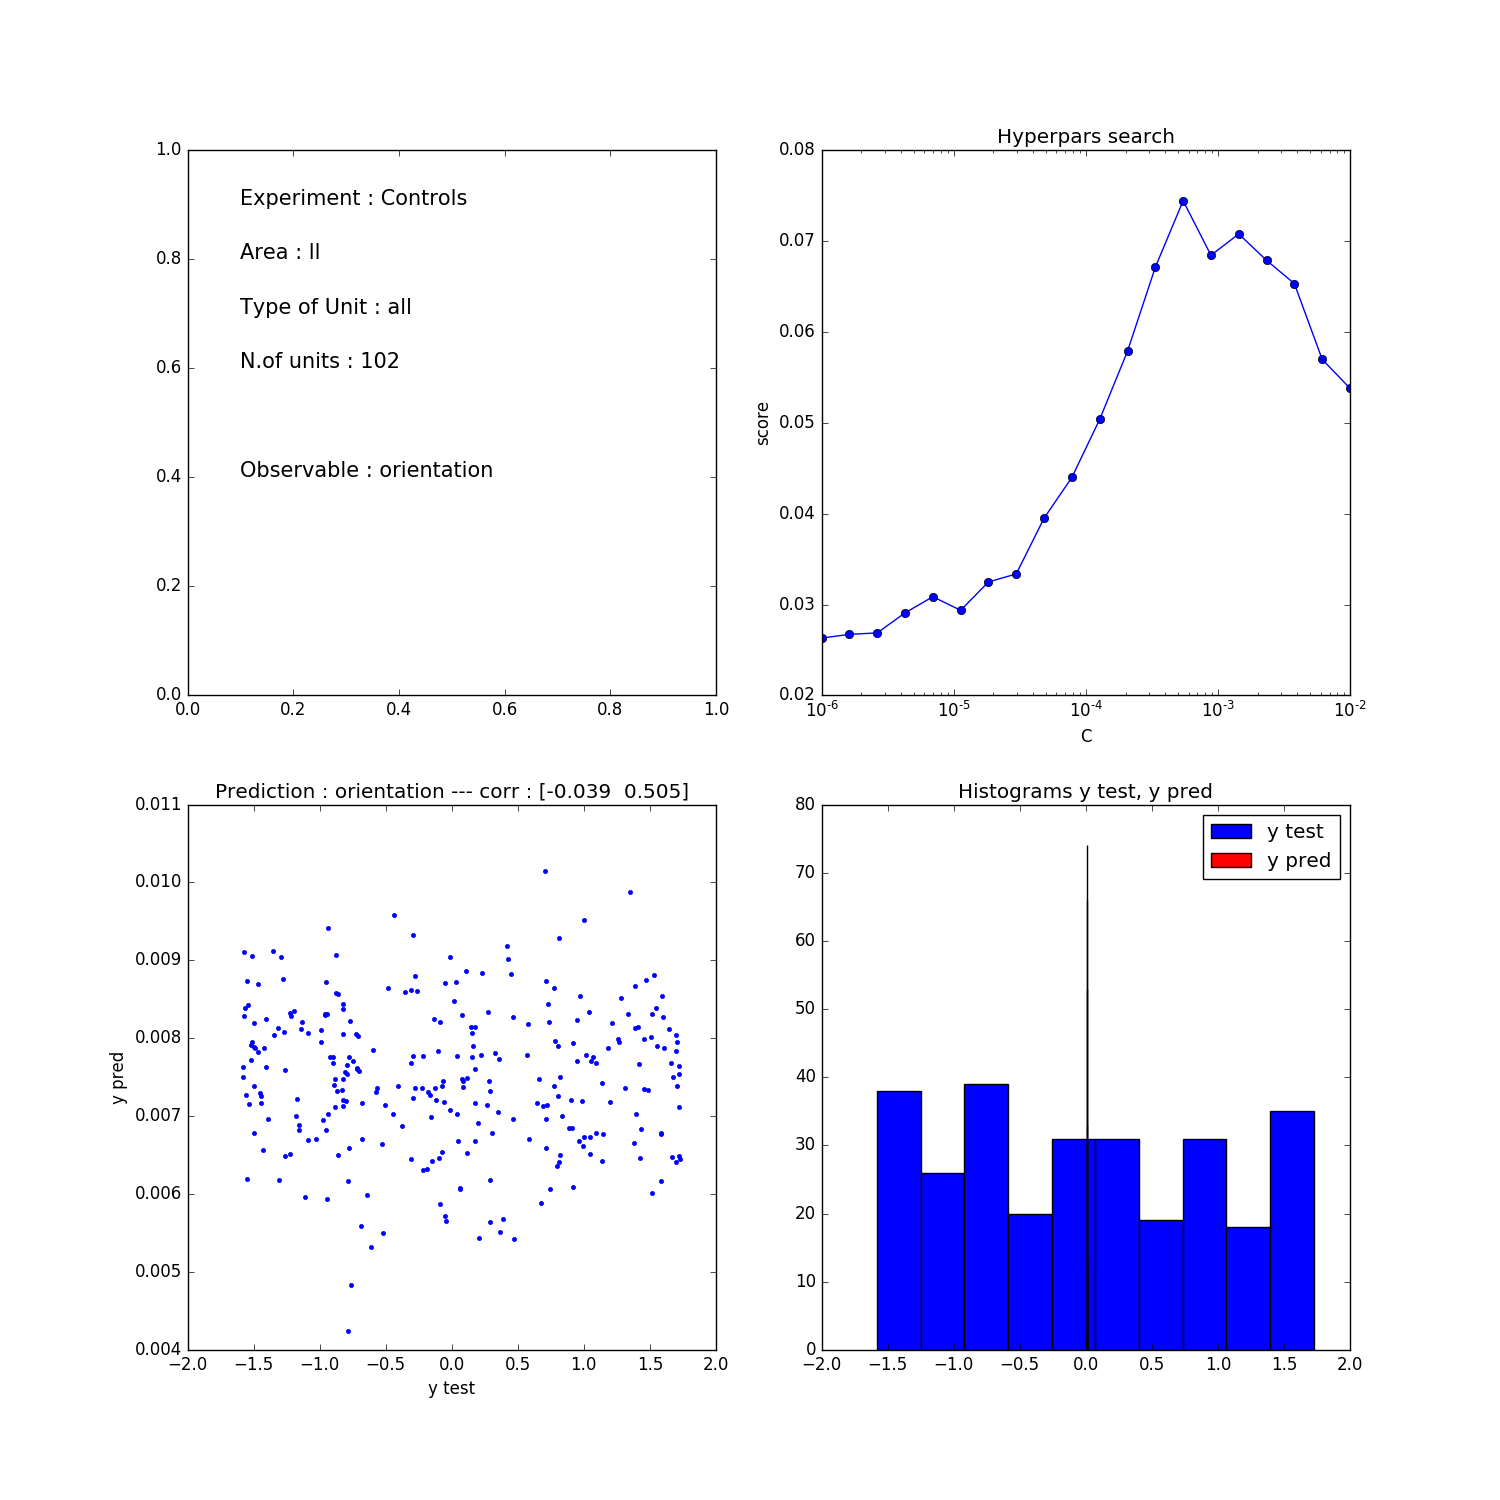 Experiment : Controls
Area : ll
Type of Unit : all
N.of units : 102
Observable : orientation
1.0
0.8
0.6
0.4
0.2
0.0
0.0 0.2 0.4 0.6 0.8 1.0
Hyperpars search
0.08
0.07
0.06
0.05
0.04
0.03
0.02
score
10^-6 10^-5 10^-4 10^-3 10^-2
C
Prediction : orientation --- corr : [-0.039 0.505]
0.011
0.010
0.009
0.008
0.007
0.006
0.005
0.004
y pred
−2.0 −1.5 −1.0 −0.5 0.0 0.5 1.0 1.5 2.0
y test
Histograms y test, y pred
y test
y pred
80
70
60
50
40
30
20
10
0
−2.0 −1.5 −1.0 −0.5 0.0 0.5 1.0 1.5 2.0